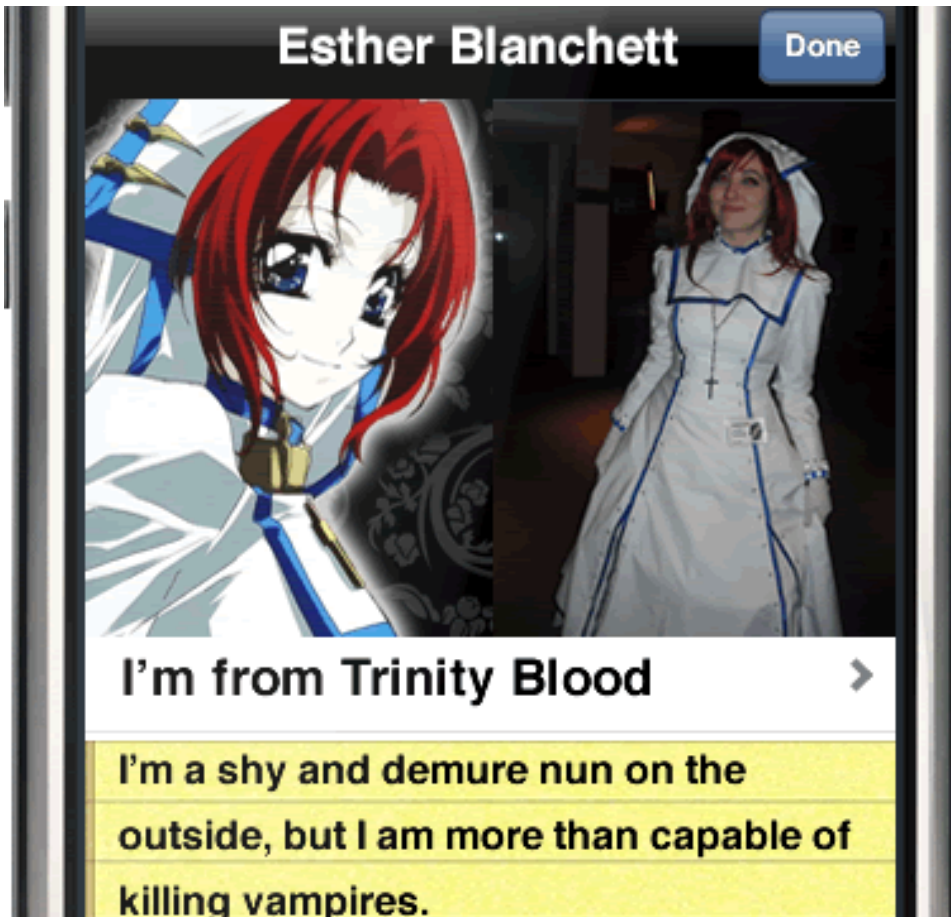 Esther Blanchett
Done
I'm from Trinity Blood
I'm a shy and demure nun on the
outside, but I am more than capable of
killing vampires.